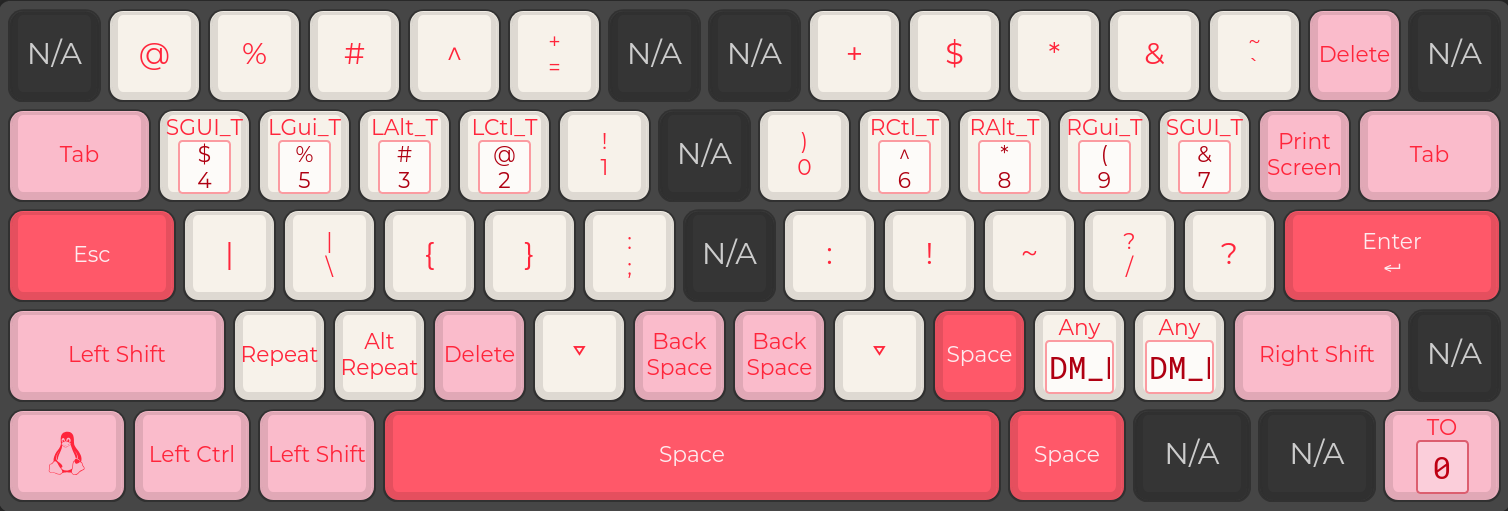 N/A @ % # ^ + = N/A N/A + $ * & ~ ` Delete N/A
Tab SGUI_T $ 4 LGui_T % 5 LAlt_T # 3 LCtl_T @ 2 ! 1 N/A ) 0 RCtl_T ^ 6 RAlt_T * 8 RGui_T ( 9 SGUI_T & 7 Print Screen Tab
Esc | | \ { } : ; N/A : ! ~ ? / ? Enter ↵
Left Shift Repeat Alt Repeat Delete ▿ Back Space Back Space ▿ Space Any DM_ Any DM_ Right Shift N/A
Left Ctrl Left Shift Space Space N/A N/A TO 0